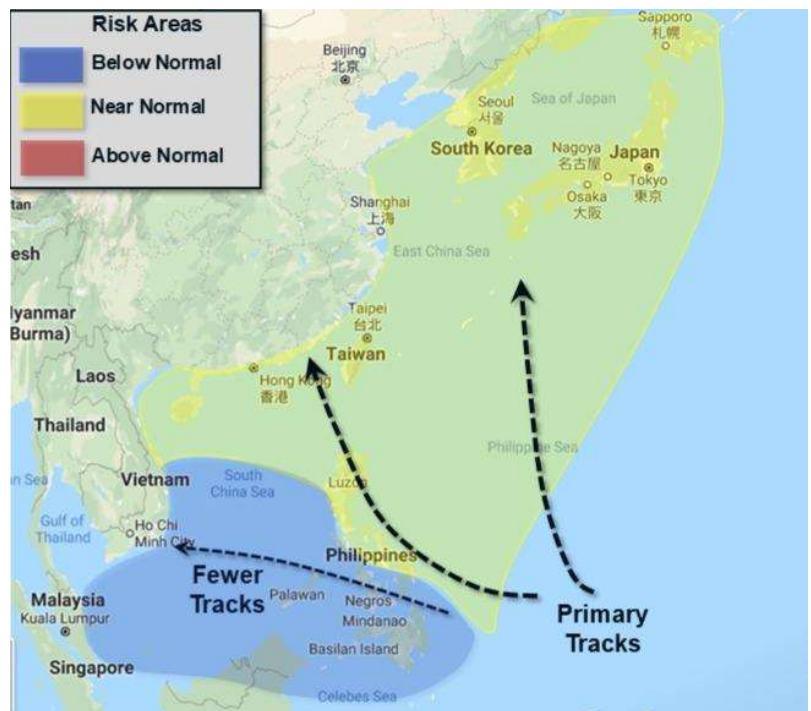 Risk Areas
Below Normal
Near Normal
Above Normal
Beijing
北京
Sapporo
札幌
Seoul
서울
Sea of Japan
South Korea
Nagoya
名古屋
Japan
Tokyo
東京
Osaka
大阪
Shanghai
上海
East China Sea
Taipei
台北
Taiwan
Hong Kong
香港
Myanmar
(Burma)
Laos
Thailand
Vietnam
South
China Sea
Luzon
Philippine Sea
Gulf of
Thailand
Ho Chi
Minh City
Philippines
Fewer
Tracks
Palawan
Negros
Mindanao
Basilan Island
Primary
Tracks
Malaysia
Kuala Lumpur
Singapore
Celebes Sea